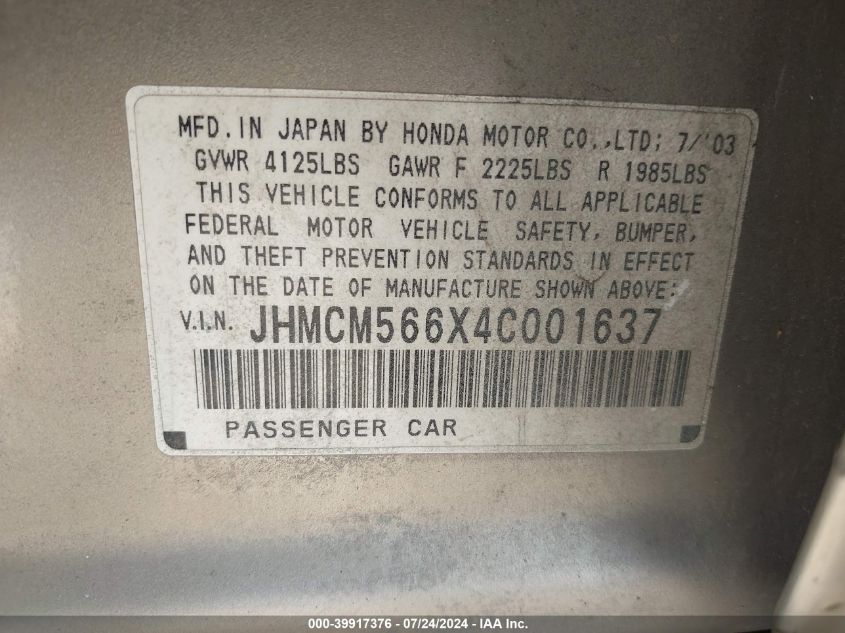 MFD. IN JAPAN BY HONDA MOTOR CO.,LTD; 7/'03
GVWR 4125LBS GAWR F 2225LBS R 1985LBS
THIS VEHICLE CONFORMS TO ALL APPLICABLE
FEDERAL MOTOR VEHICLE SAFETY, BUMPER,
AND THEFT PREVENTION STANDARDS IN EFFECT
ON THE DATE OF MANUFACTURE SHOWN ABOVE:
V.I.N. JHMCM566X4C001637
PASSENGER CAR
000-39917376 / 07/24/2024 - IAA Inc.